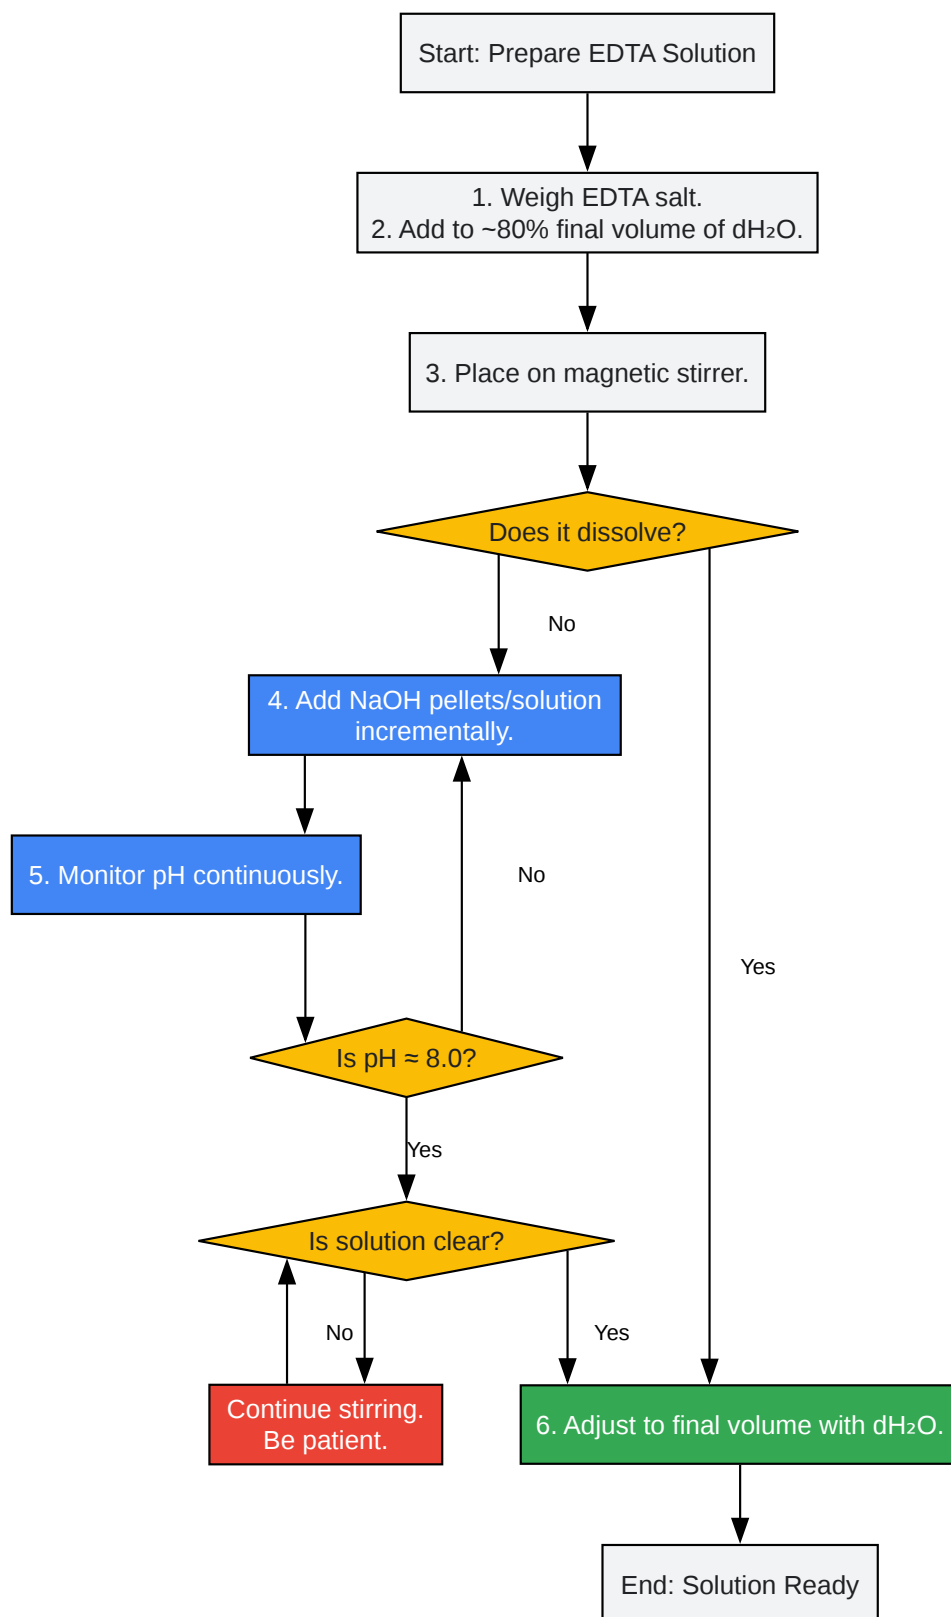 Start: Prepare EDTA Solution
1. Weigh EDTA salt.
2. Add to ~80% final volume of dH₂O.
3. Place on magnetic stirrer.
Does it dissolve?
No
4. Add NaOH pellets/solution
incrementally.
5. Monitor pH continuously.
No
Yes
Is pH ≈ 8.0?
Yes
Is solution clear?
No
Yes
Continue stirring.
Be patient.
6. Adjust to final volume with dH₂O.
End: Solution Ready